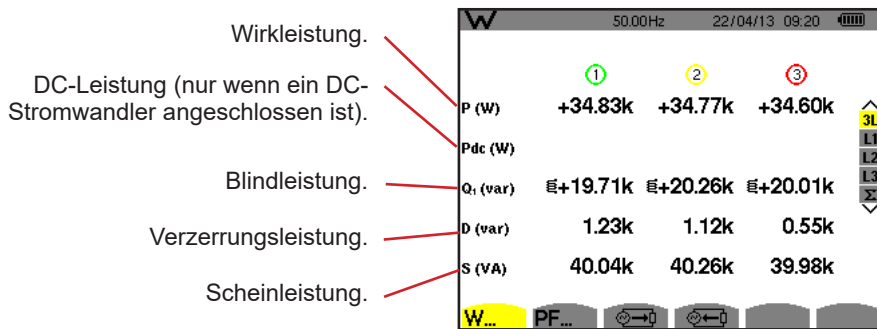 W 50.00Hz 22/04/13 09:20
Wirkleistung.
1 2 3
DC-Leistung (nur wenn ein DC-
Stromwandler angeschlossen ist).
P (W) +34.83k +34.77k +34.60k
3L
L1
L2
L3
Σ
Pdc (W)
Blindleistung.
Q₁ (var) +19.71k +20.26k +20.01k
Verzerrungsleistung.
D (var) 1.23k 1.12k 0.55k
Scheinleistung.
S (VA) 40.04k 40.26k 39.98k
W... PF...